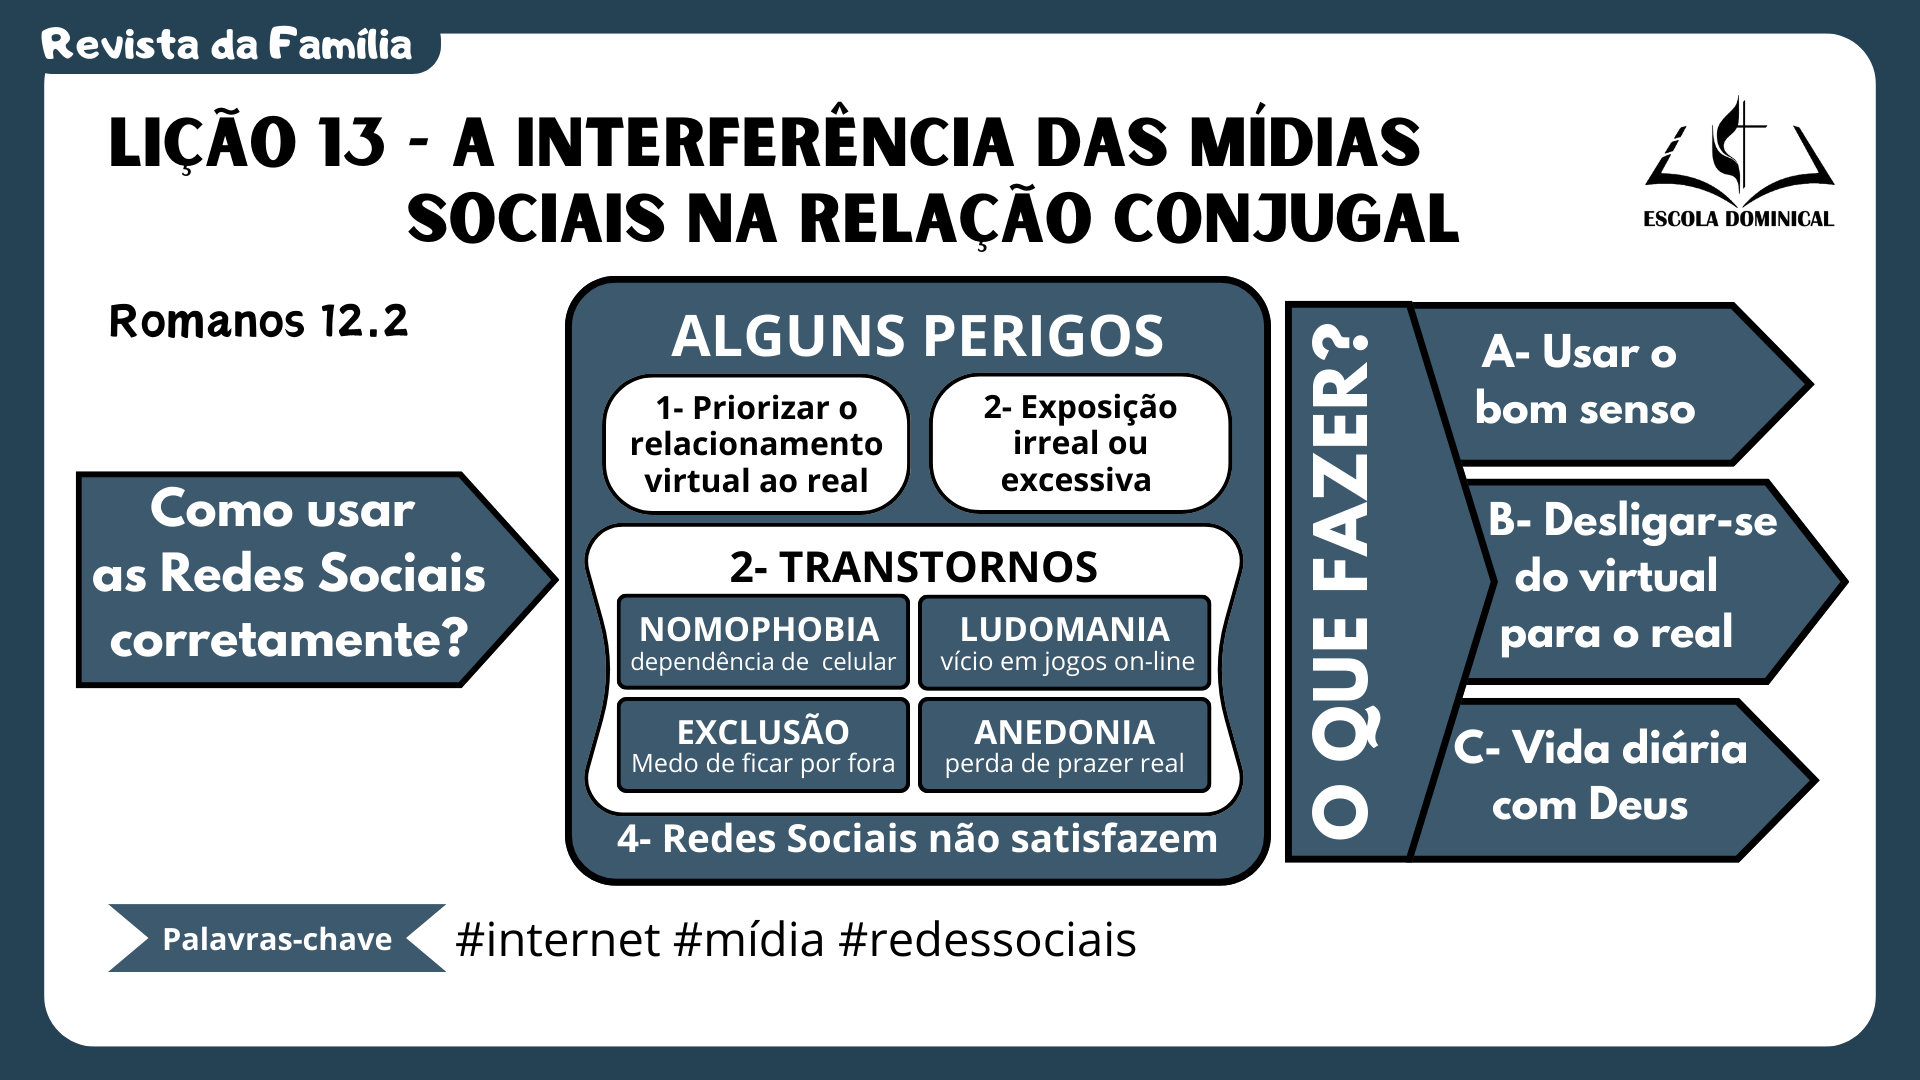 Revista da Família
LIÇÃO 13 - A INTERFERÊNCIA DAS MÍDIAS
SOCIAIS NA RELAÇÃO CONJUGAL
ESCOLA DOMINICAL
Romanos 12.2
Como usar
as Redes Sociais
corretamente?
ALGUNS PERIGOS
1- Priorizar o
relacionamento
virtual ao real
2- Exposição
irreal ou
excessiva
2- TRANSTORNOS
NOMOPHOBIA
dependência de celular
LUDOMANIA
vício em jogos on-line
EXCLUSÃO
Medo de ficar por fora
ANEDONIA
perda de prazer real
4- Redes Sociais não satisfazem
O QUE FAZER?
A- Usar o
bom senso
B- Desligar-se
do virtual
para o real
C- Vida diária
com Deus
Palavras-chave
#internet #mídia #redessociais